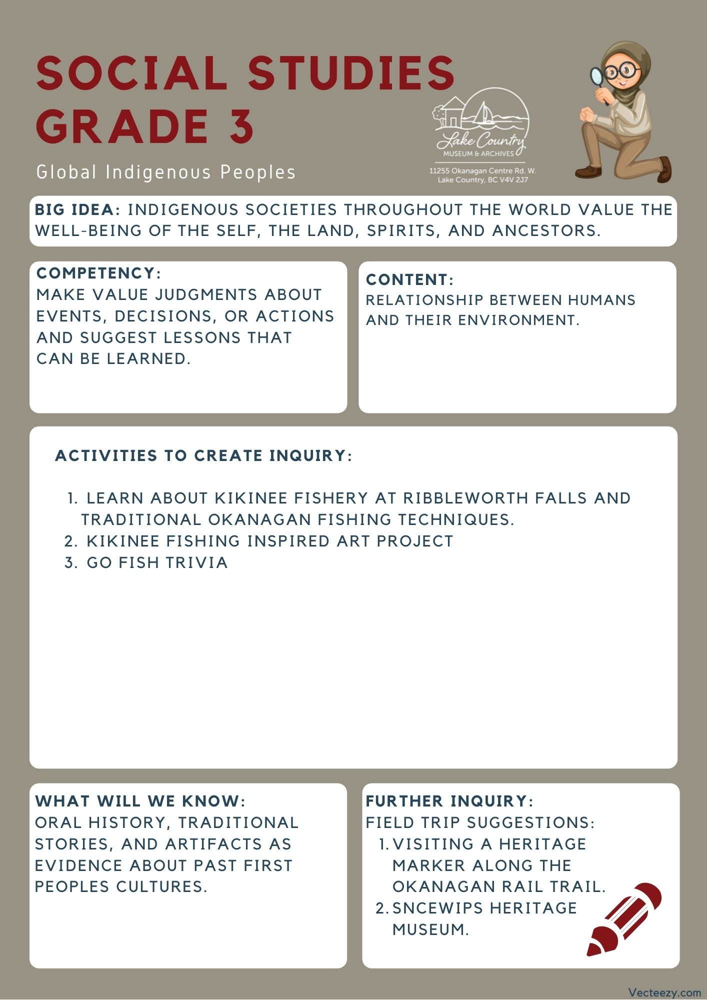 SOCIAL STUDIES
GRADE 3
Global Indigenous Peoples
Lake Country
MUSEUM & ARCHIVES
11255 Okanagan Centre Rd. W.
Lake Country, BC V4V 2J7
BIG IDEA: INDIGENOUS SOCIETIES THROUGHOUT THE WORLD VALUE THE
WELL-BEING OF THE SELF, THE LAND, SPIRITS, AND ANCESTORS.
COMPETENCY:
MAKE VALUE JUDGMENTS ABOUT
EVENTS, DECISIONS, OR ACTIONS
AND SUGGEST LESSONS THAT
CAN BE LEARNED.
CONTENT:
RELATIONSHIP BETWEEN HUMANS
AND THEIR ENVIRONMENT.
ACTIVITIES TO CREATE INQUIRY:
1. LEARN ABOUT KIKINEE FISHERY AT RIBBLEWORTH FALLS AND
TRADITIONAL OKANAGAN FISHING TECHNIQUES.
2. KIKINEE FISHING INSPIRED ART PROJECT
3. GO FISH TRIVIA
WHAT WILL WE KNOW:
ORAL HISTORY, TRADITIONAL
STORIES, AND ARTIFACTS AS
EVIDENCE ABOUT PAST FIRST
PEOPLES CULTURES.
FURTHER INQUIRY:
FIELD TRIP SUGGESTIONS:
1. VISITING A HERITAGE
MARKER ALONG THE
OKANAGAN RAIL TRAIL.
2. SNCEWIPS HERITAGE
MUSEUM.
Vecteezy.com